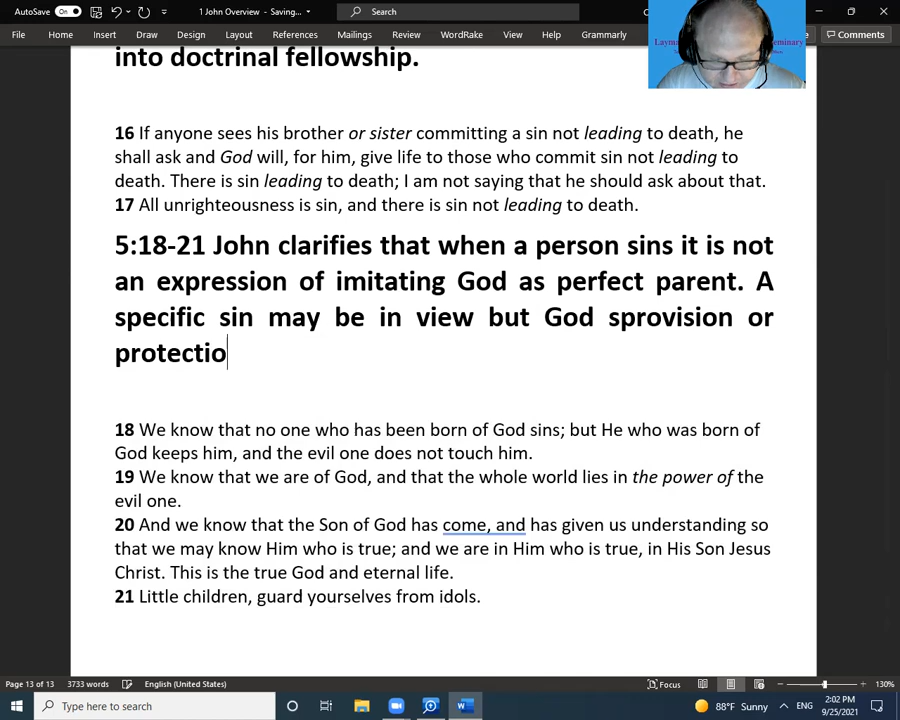 AutoSave On 1 John Overview - Saving... Search
File Home Insert Draw Design Layout References Mailings Review WordRake View Help Grammarly Comments
into doctrinal fellowship.
16 If anyone sees his brother or sister committing a sin not leading to death, he
shall ask and God will, for him, give life to those who commit sin not leading to
death. There is sin leading to death; I am not saying that he should ask about that.
17 All unrighteousness is sin, and there is sin not leading to death.
5:18-21 John clarifies that when a person sins it is not
an expression of imitating God as perfect parent. A
specific sin may be in view but God sprovision or
protectio
18 We know that no one who has been born of God sins; but He who was born of
God keeps him, and the evil one does not touch him.
19 We know that we are of God, and that the whole world lies in the power of the
evil one.
20 And we know that the Son of God has come, and has given us understanding so
that we may know Him who is true; and we are in Him who is true, in His Son Jesus
Christ. This is the true God and eternal life.
21 Little children, guard yourselves from idols.
Page 13 of 13 3733 words English (United States) Focus 130%
Type here to search 88°F Sunny ENG 2:02 PM
9/25/2021